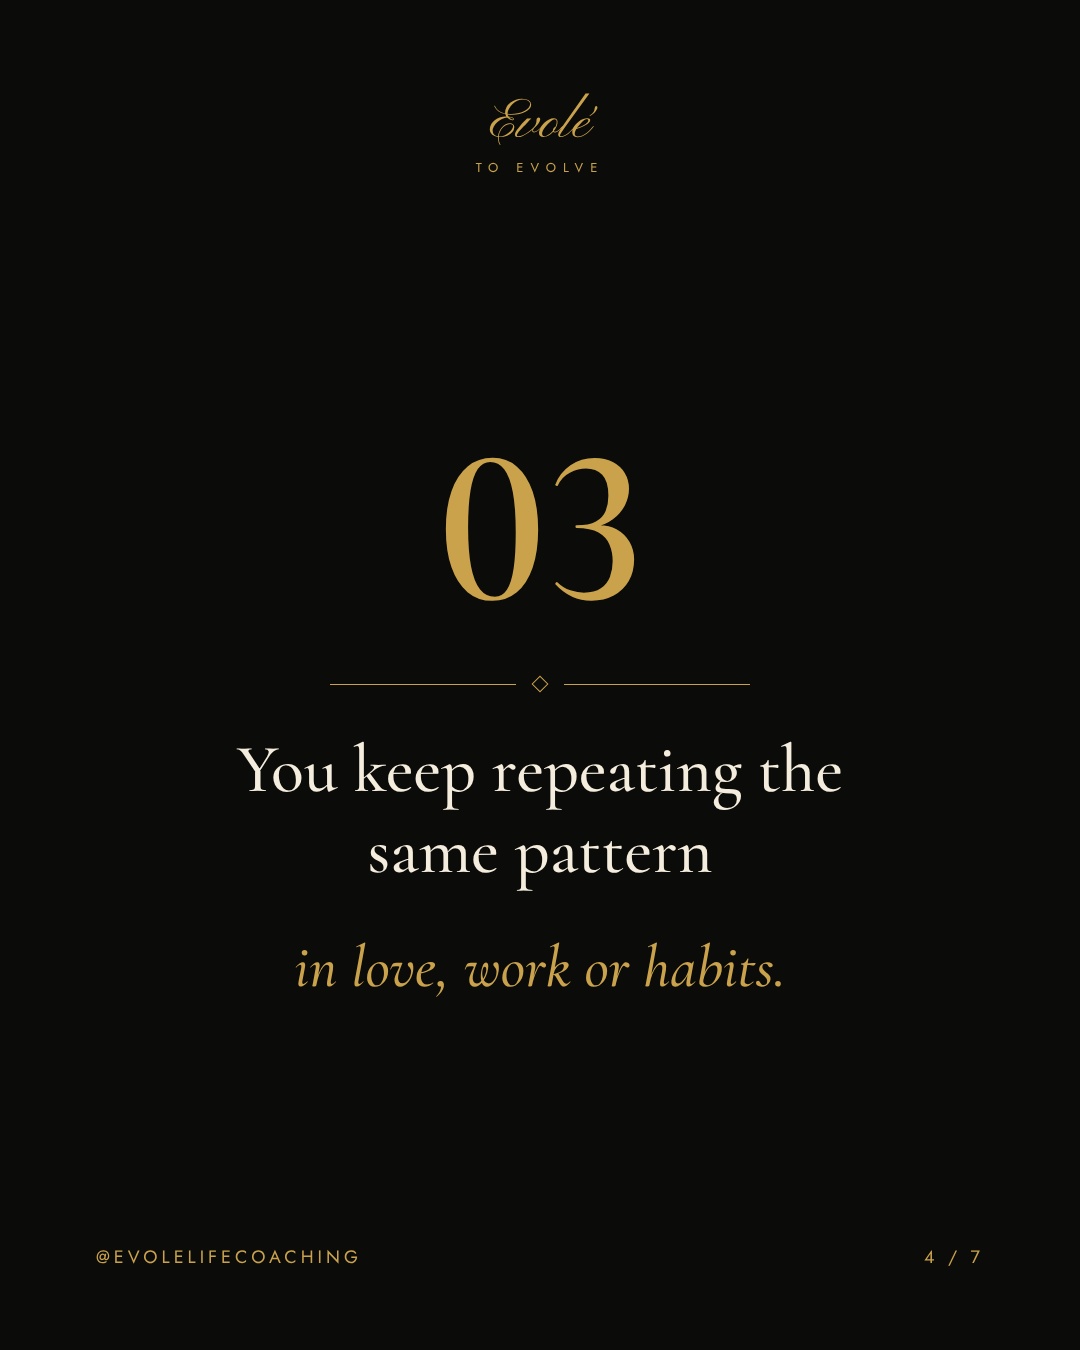 Evolé
TO EVOLVE
03
You keep repeating the
same pattern
in love, work or habits.
@EVOLELIFECOACHING
4 / 7